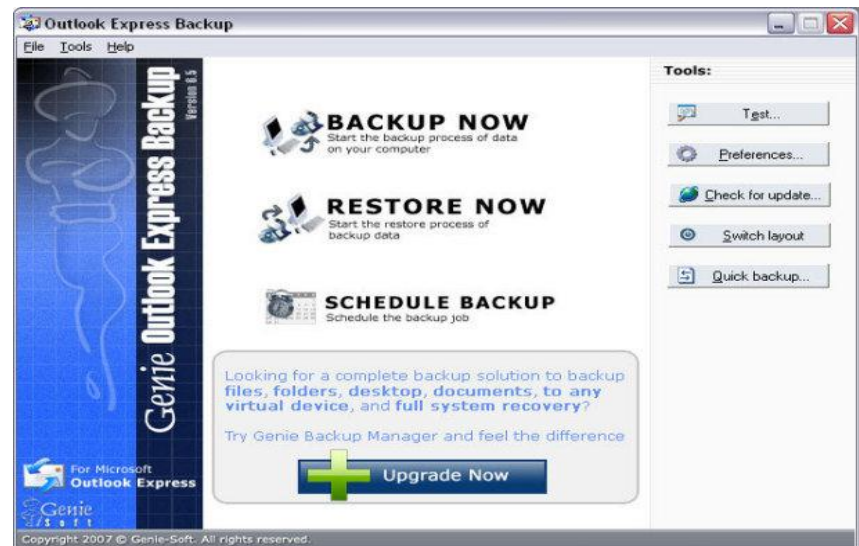 Outlook Express Backup
File Tools Help
Genie Outlook Express Backup
Version 6.5
For Microsoft
Outlook Express
Genie
Soft
BACKUP NOW
Start the backup process of data
on your computer
RESTORE NOW
Start the restore process of
backup data
SCHEDULE BACKUP
Schedule the backup job
Looking for a complete backup solution to backup
files, folders, desktop, documents, to any
virtual device, and full system recovery?
Try Genie Backup Manager and feel the difference
Upgrade Now
Tools:
Test...
Preferences...
Check for update...
Switch layout
Quick backup...
Copyright 2007 © Genie-Soft. All rights reserved.